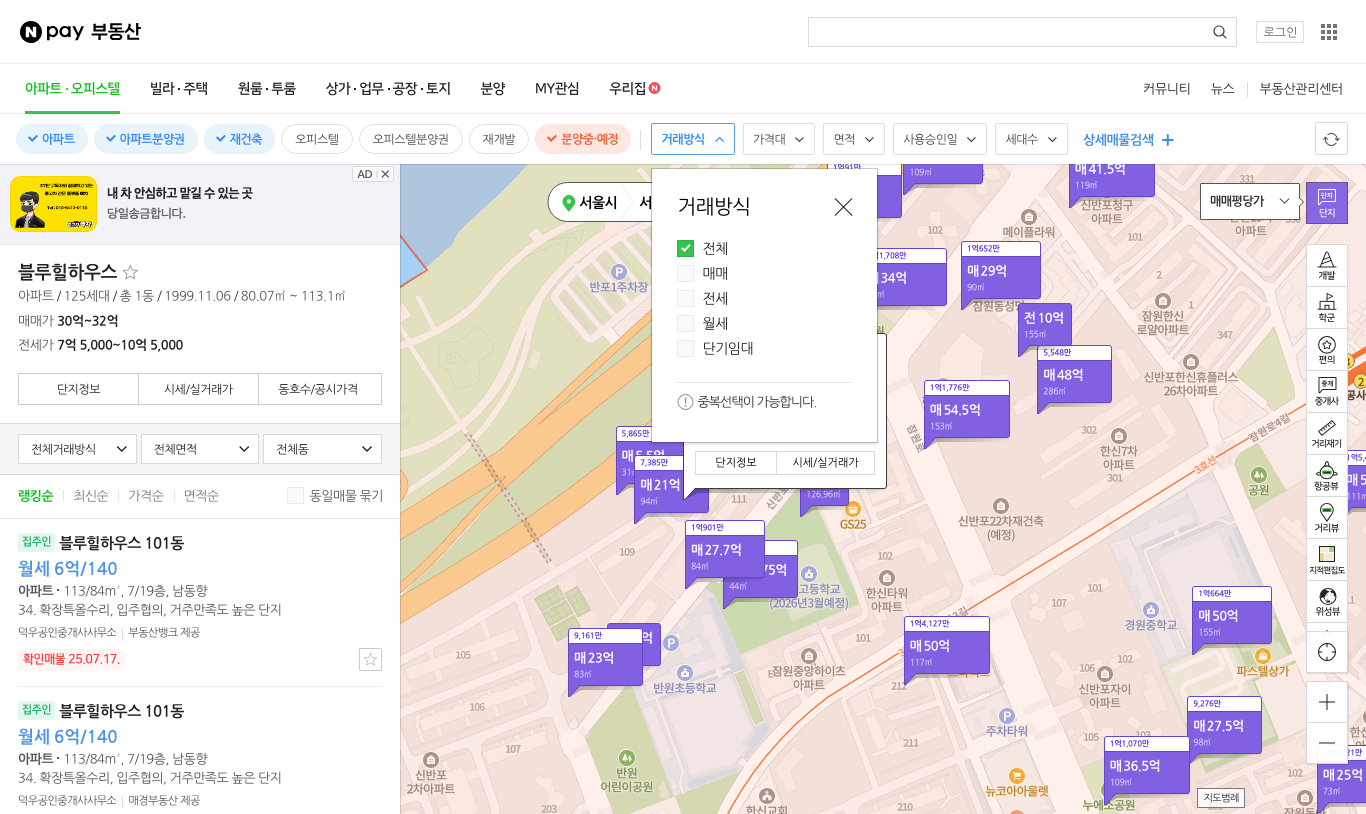 N pay 부동산
로그인
아파트 · 오피스텔
빌라 · 주택
원룸 · 투룸
상가 · 업무 · 공장 · 토지
분양
MY관심
우리집 N
커뮤니티
뉴스
부동산관리센터
아파트
아파트분양권
재건축
오피스텔
오피스텔분양권
재개발
분양중·예정
거래방식
가격대
면적
사용승인일
세대수
상세매물검색
AD
내 차 안심하고 맡길 수 있는 곳
당일송금합니다.
블루힐하우스
아파트 / 125세대 / 총 1동 / 1999.11.06 / 80.07㎡ ~ 113.1㎡
매매가 30억~32억
전세가 7억 5,000~10억 5,000
단지정보
시세/실거래가
동호수/공시가격
전체거래방식
전체면적
전체동
랭킹순
최신순
가격순
면적순
동일매물 묶기
집주인 블루힐하우스 101동
월세 6억/140
아파트 · 113/84㎡, 7/19층, 남동향
34. 확장특올수리, 입주협의, 거주만족도 높은 단지
덕우공인중개사사무소 | 부동산뱅크 제공
확인매물 25.07.17.
집주인 블루힐하우스 101동
월세 6억/140
아파트 · 113/84㎡, 7/19층, 남동향
34. 확장특올수리, 입주협의, 거주만족도 높은 단지
덕우공인중개사사무소 | 매경부동산 제공
서울시
서
거래방식
전체
매매
전세
월세
단기임대
중복선택이 가능합니다.
단지정보
시세/실거래가
매매평당가
단지
단지
개발
학군
편의
중개
중개사
거리재기
항공뷰
거리뷰
지적편집도
위성뷰
지도범례
109㎡
매41.5억
119㎡
신반포청구
아파트
331
메이플라워
102
101
반포1주차장
1,708만
34억
1억652만
매29억
90㎡
잠원동성
전10억
155㎡
2
1
잠원한신
로얄아파트
347
5,548만
매48억
286㎡
신반포한신휴플러스
26차아파트
1억1,776만
매54.5억
153㎡
302
한신7차
아파트
301
잠원로4길
3호선
공원
5,865만
7,385만
매21억
94㎡
111
126.96㎡
GS25
신반포22차재건축
(예정)
1억901만
매27.7억
84㎡
75억
44㎡
109
고등학교
(2026년3월예정)
102
한신타워
아파트
107
101
경원중학교
1억664만
매50억
155㎡
파스텔상가
9,161만
매23억
83㎡
억
반원초등학교
105
106
107
1억4,127만
매50억
117㎡
잠원중앙하이츠
아파트
101
212
211
210
106
102
신반포자이
아파트
주차타워
9,276만
매27.5억
98㎡
105
103
1억1,070만
매36.5억
109㎡
누에공원
102
매25억
73㎡
신반포
2차아파트
반원
어린이공원
203
한신교회
뉴코아아울렛